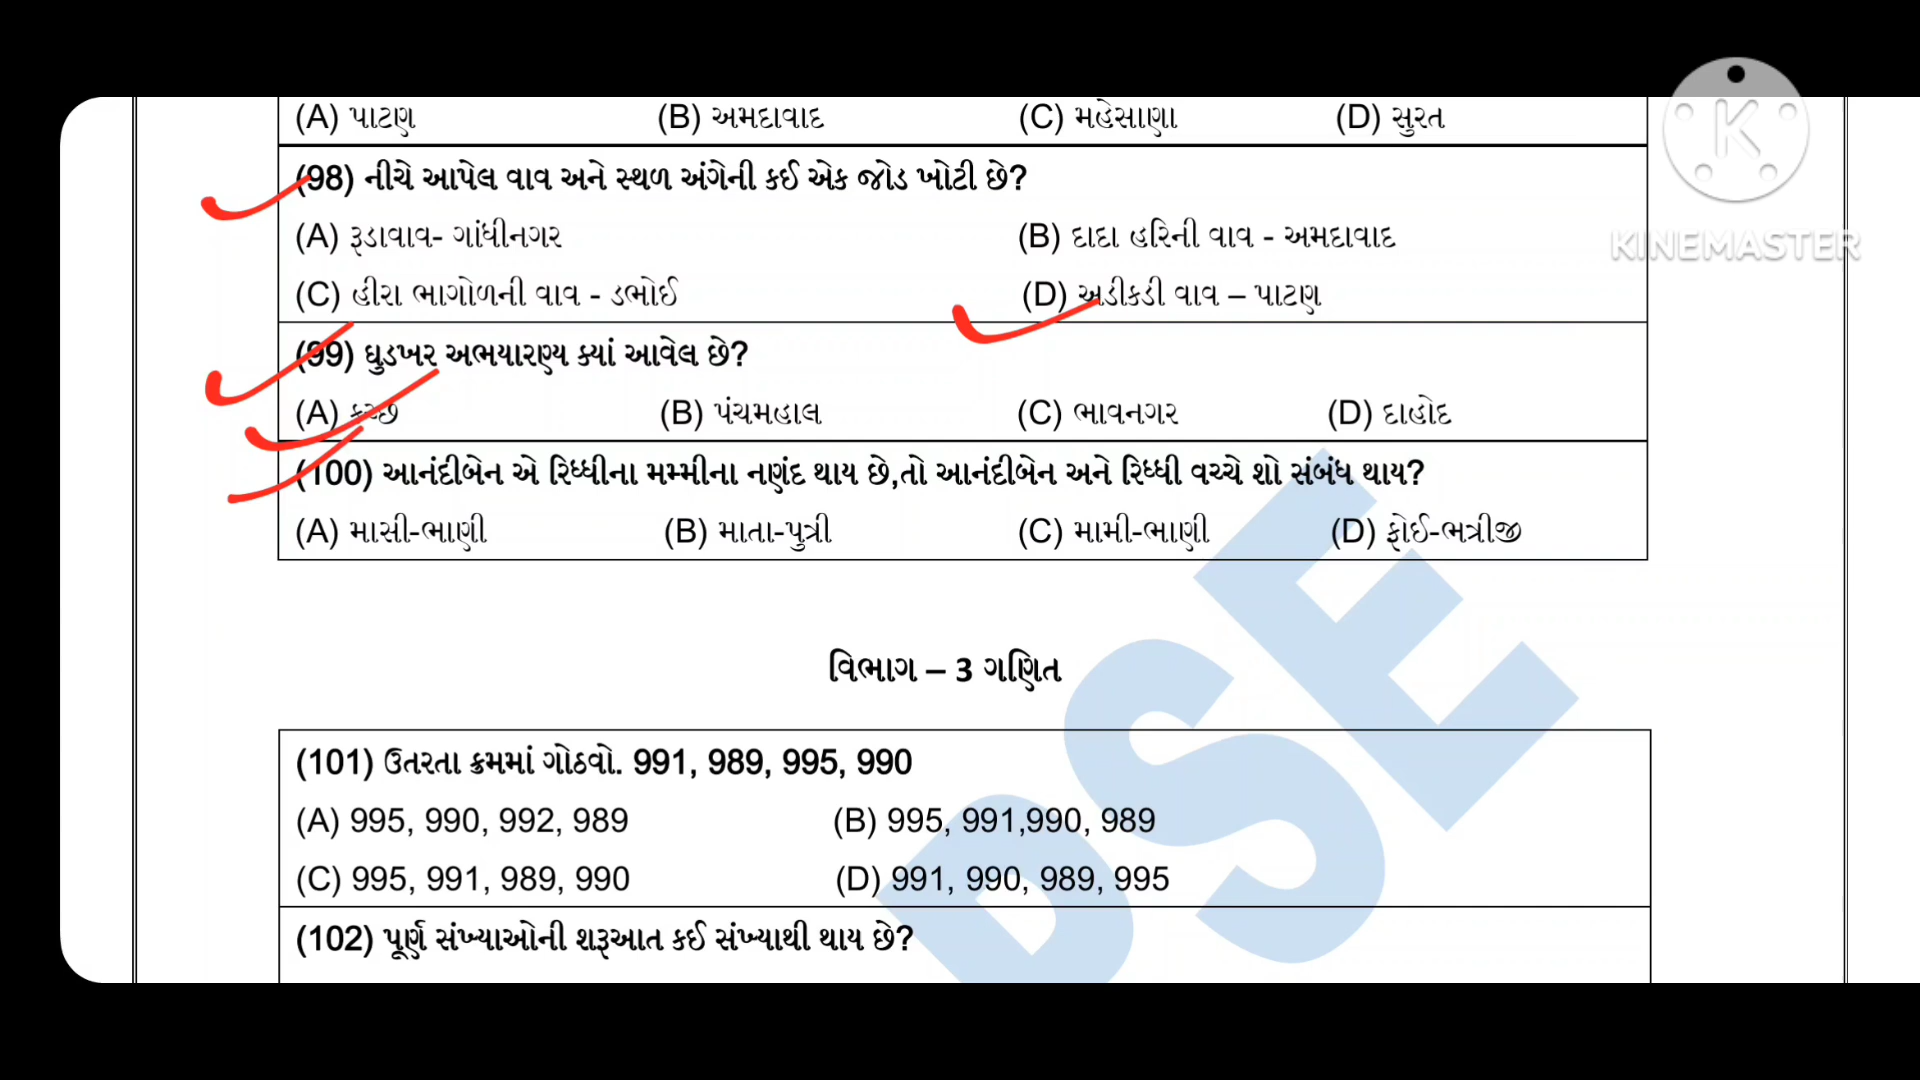 (A) પાટણ (B) અમદાવાદ (C) મહેસાણા (D) સુરત
(98) નીચે આપેલ વાવ અને સ્થળ અંગેની કઈ એક જોડ ખોટી છે?
(A) રૂડાવાવ- ગાંધીનગર (B) દાદા હરિની વાવ - અમદાવાદ
(C) હીરા ભાગોળની વાવ - ડભોઈ (D) અડીકડી વાવ – પાટણ
(99) ઘુડખર અભયારણ્ય ક્યાં આવેલ છે?
(A) કચ્છ (B) પંચમહાલ (C) ભાવનગર (D) દાહોદ
(100) આનંદીબેન એ રિધ્ધીના મમ્મીના નણંદ થાય છે,તો આનંદીબેન અને રિધ્ધી વચ્ચે શો સંબંધ થાય?
(A) માસી-ભાણી (B) માતા-પુત્રી (C) મામી-ભાણી (D) ફોઈ-ભત્રીજી
વિભાગ – 3 ગણિત
(101) ઉતરતા ક્રમમાં ગોઠવો. 991, 989, 995, 990
(A) 995, 990, 992, 989 (B) 995, 991,990, 989
(C) 995, 991, 989, 990 (D) 991, 990, 989, 995
(102) પૂર્ણ સંખ્યાઓની શરૂઆત કઈ સંખ્યાથી થાય છે?
DSE
K
KINEMASTER